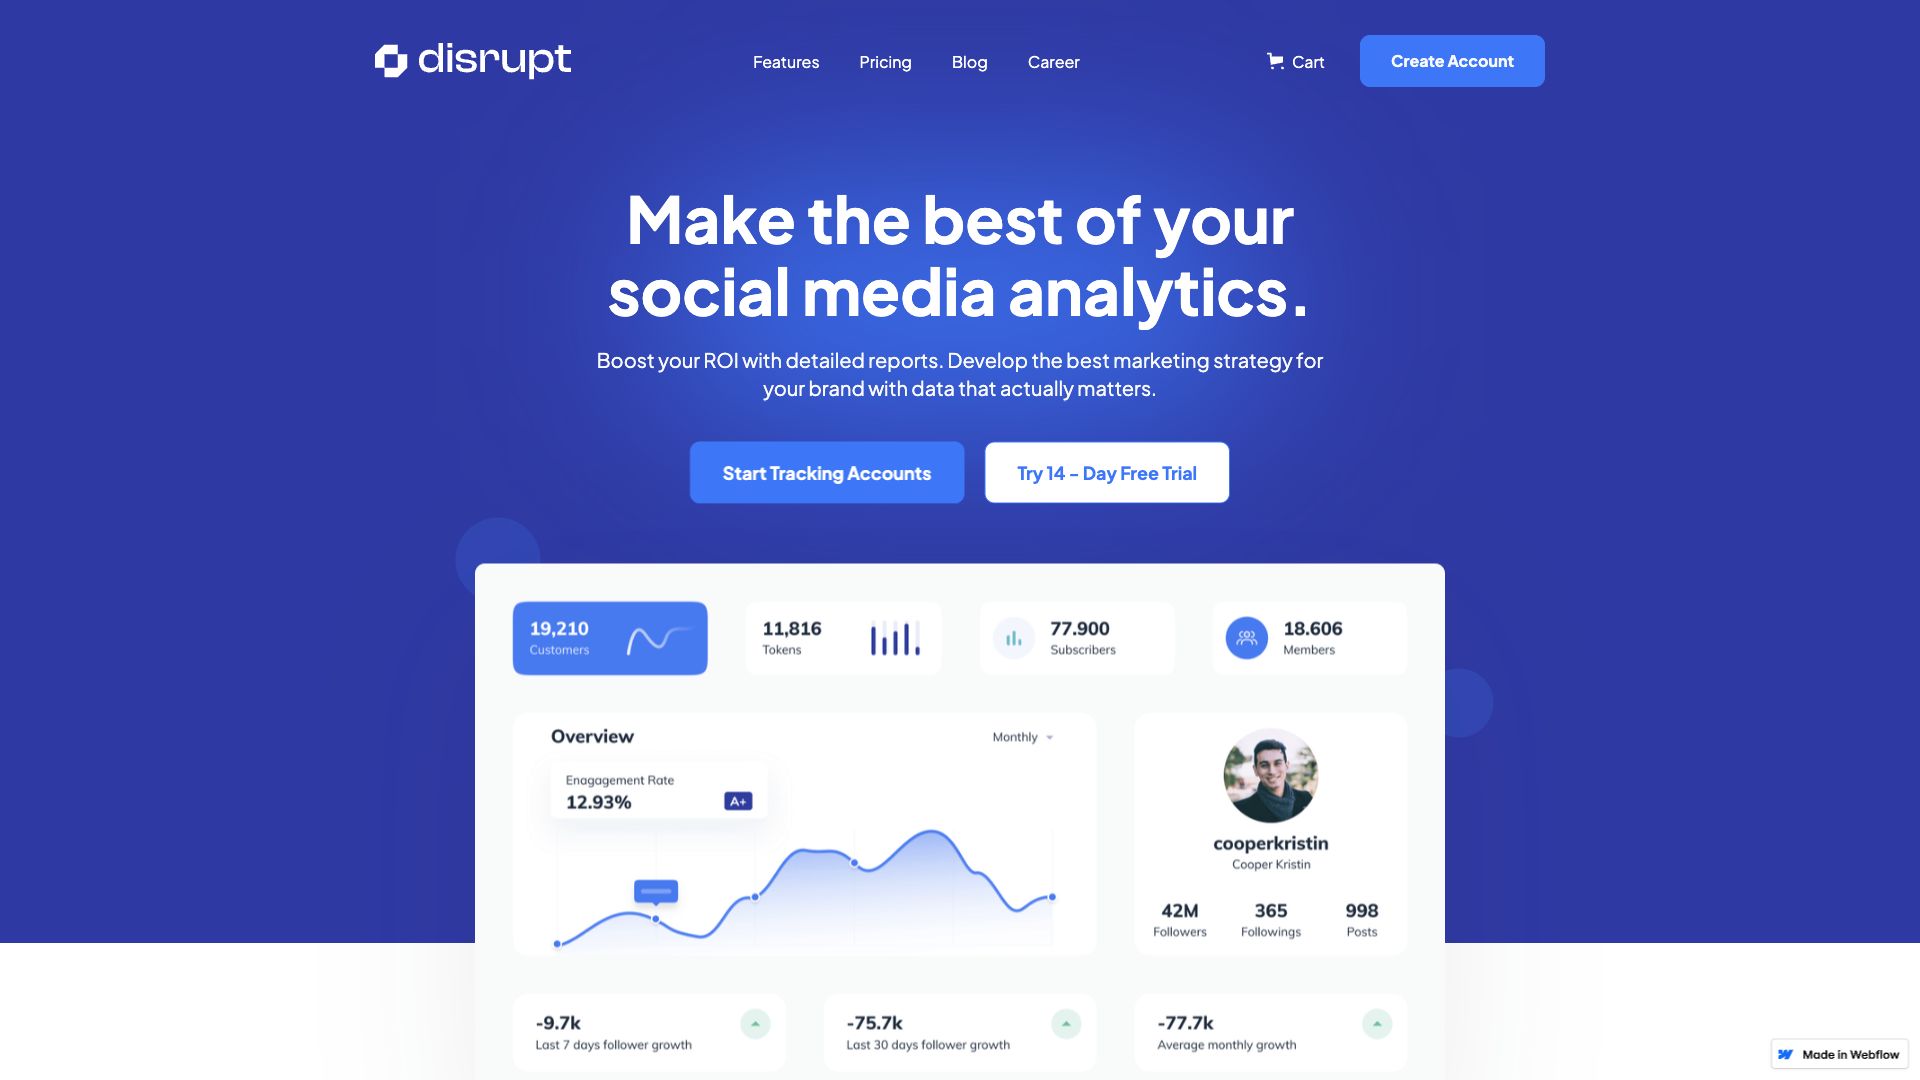 disrupt
Features
Pricing
Blog
Career
Cart
Create Account
Make the best of your
social media analytics.
Boost your ROI with detailed reports. Develop the best marketing strategy for
your brand with data that actually matters.
Start Tracking Accounts
Try 14 - Day Free Trial
19,210
Customers
11,816
Tokens
77.900
Subscribers
18.606
Members
Overview
Monthly
Enagagement Rate
12.93%
A+
cooperkristin
Cooper Kristin
42M
Followers
365
Followings
998
Posts
-9.7k
Last 7 days follower growth
-75.7k
Last 30 days follower growth
-77.7k
Average monthly growth
Made in Webflow